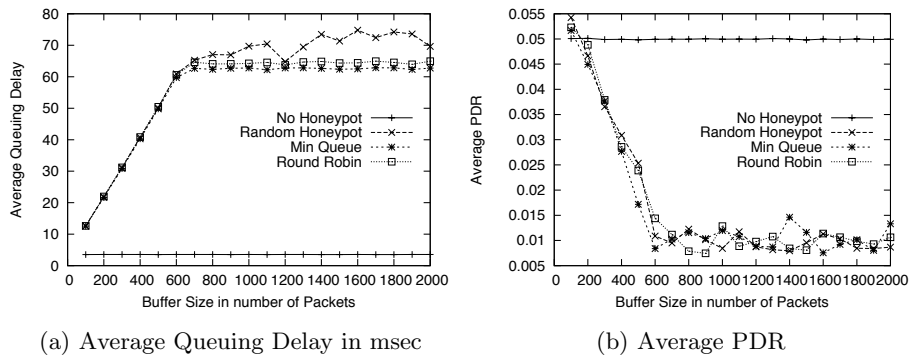 80
70
60
50
40
30
20
10
0
0 200 400 600 800 1000 1200 1400 1600 1800 2000
Average Queuing Delay
Buffer Size in number of Packets
No Honeypot
Random Honeypot
Min Queue
Round Robin
(a) Average Queuing Delay in msec
0.055
0.05
0.045
0.04
0.035
0.03
0.025
0.02
0.015
0.01
0.005
0 200 400 600 800 1000 1200 1400 1600 1800 2000
Average PDR
Buffer Size in number of Packets
No Honeypot
Random Honeypot
Min Queue
Round Robin
(b) Average PDR